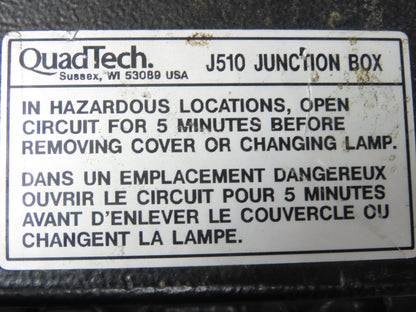 QuadTech.
Sussex, WI 53089 USA
J510 JUNCTION BOX
IN HAZARDOUS LOCATIONS, OPEN
CIRCUIT FOR 5 MINUTES BEFORE
REMOVING COVER OR CHANGING LAMP.
DANS UN EMPLACEMENT DANGEREUX
OUVRIR LE CIRCUIT POUR 5 MINUTES
AVANT D'ENLEVER LE COUVERCLE OU
CHANGENT LA LAMPE.